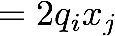 = 2q_i x_j